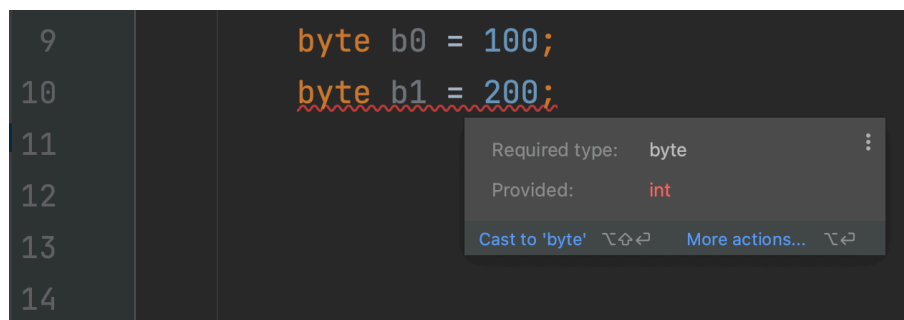 9 byte b0 = 100;
10 byte b1 = 200;
11
Required type: byte
12
Provided: int
13
Cast to 'byte' ⌥⇧⏎ More actions... ⌥⏎
14